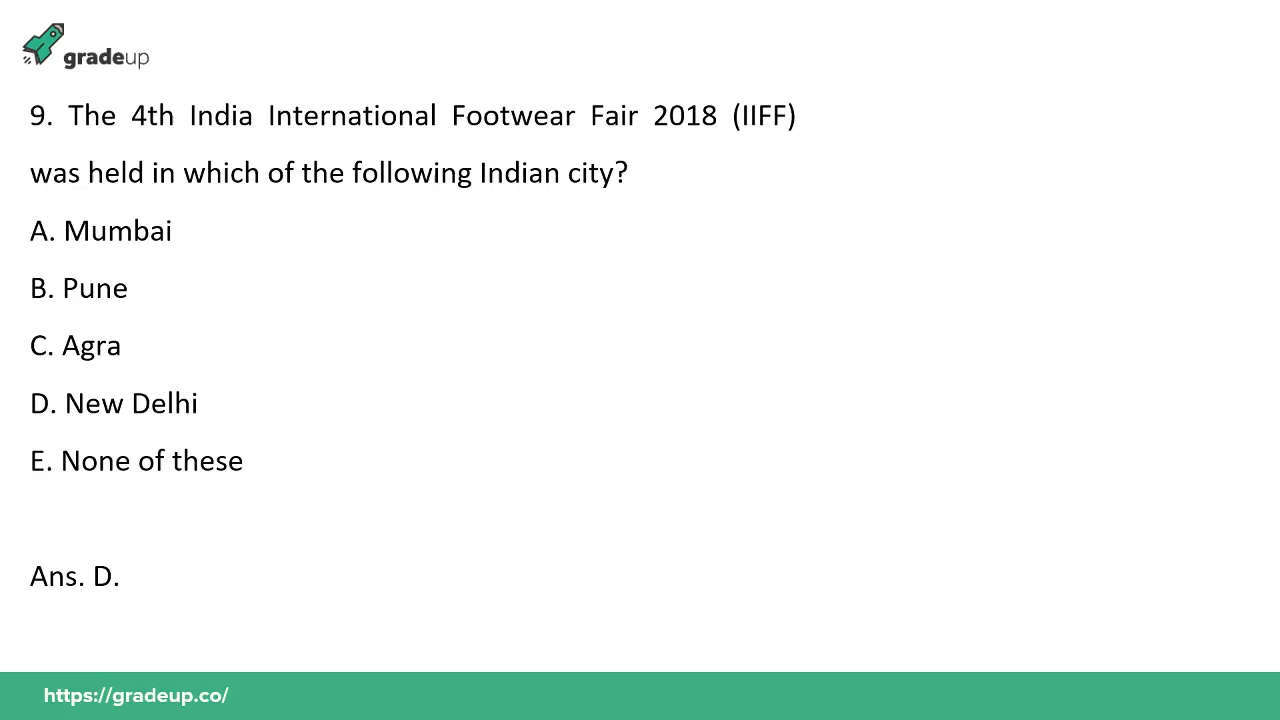 gradeup
9. The 4th India International Footwear Fair 2018 (IIFF)
was held in which of the following Indian city?
A. Mumbai
B. Pune
C. Agra
D. New Delhi
E. None of these
Ans. D.
https://gradeup.co/